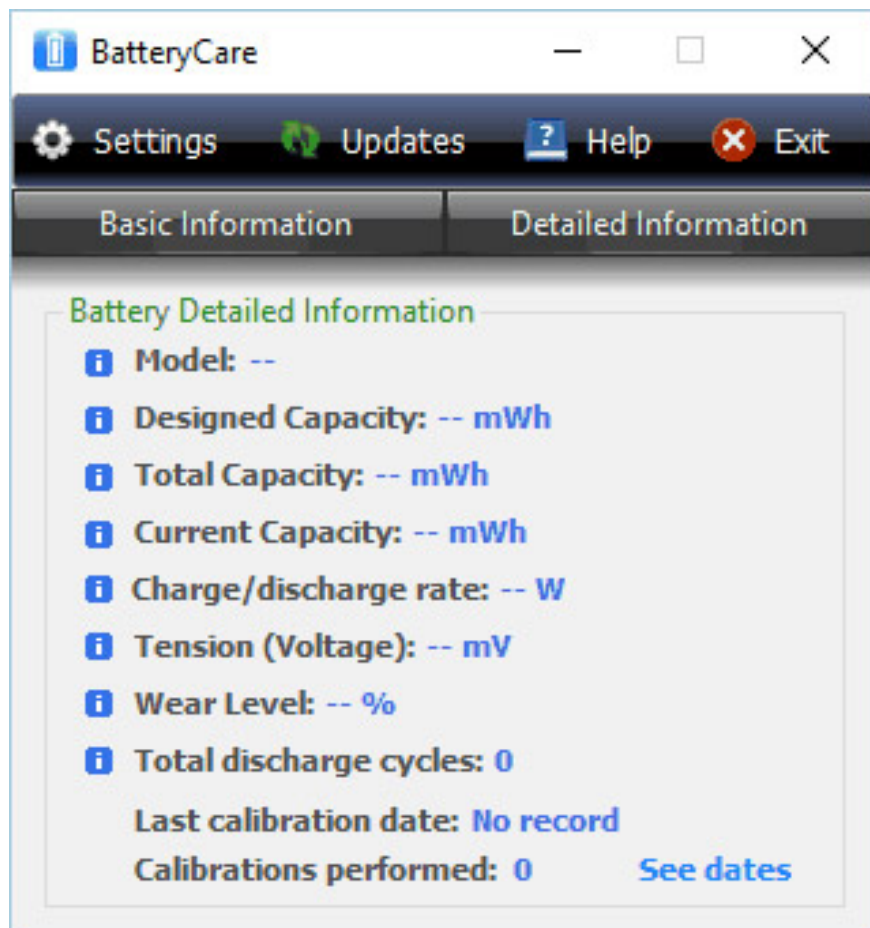 BatteryCare
Settings Updates Help Exit
Basic Information Detailed Information
Battery Detailed Information
Model: --
Designed Capacity: -- mWh
Total Capacity: -- mWh
Current Capacity: -- mWh
Charge/discharge rate: -- W
Tension (Voltage): -- mV
Wear Level: -- %
Total discharge cycles: 0
Last calibration date: No record
Calibrations performed: 0 See dates